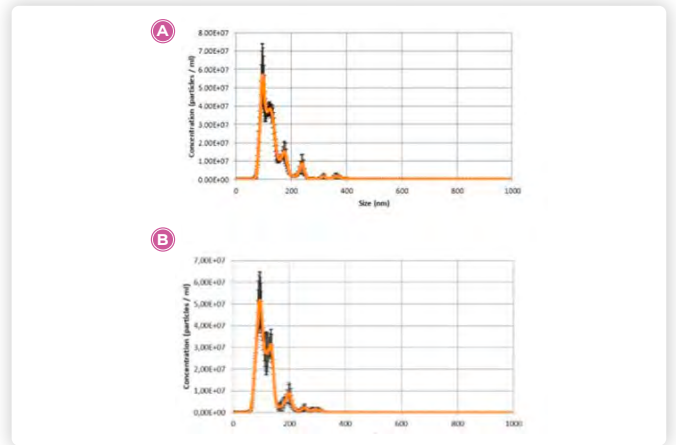 A
8.00E+07
7.00E+07
6.00E+07
5.00E+07
4.00E+07
3.00E+07
2.00E+07
1.00E+07
0.00E+00
Concentration (particles / ml)
0 200 400 600 800 1000
Size (nm)
B
7,00E+07
6,00E+07
5,00E+07
4,00E+07
3,00E+07
2,00E+07
1,00E+07
0,00E+07
Concentration (particles / ml)
0 200 400 600 800 1000